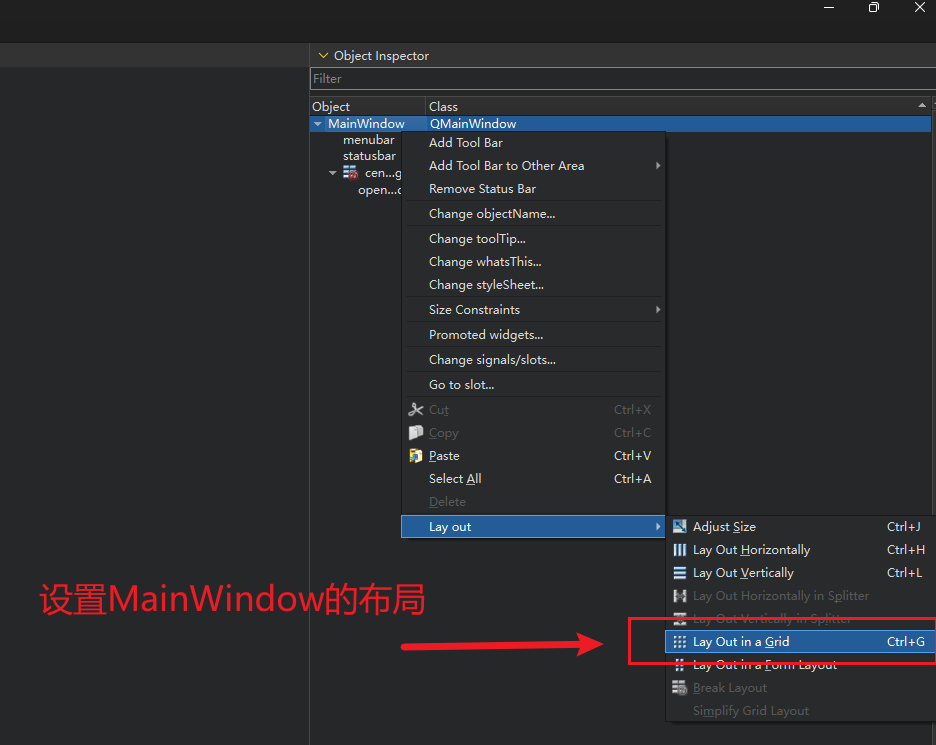 Object Inspector
Filter
Object Class
MainWindow QMainWindow
menubar
statusbar
cen...g
open...c
Add Tool Bar
Add Tool Bar to Other Area
Remove Status Bar
Change objectName...
Change toolTip...
Change whatsThis...
Change styleSheet...
Size Constraints
Promoted widgets...
Change signals/slots...
Go to slot...
Cut Ctrl+X
Copy Ctrl+C
Paste Ctrl+V
Select All Ctrl+A
Delete
Lay out
Adjust Size Ctrl+J
Lay Out Horizontally Ctrl+H
Lay Out Vertically Ctrl+L
Lay Out Horizontally in Splitter
Lay Out Vertically in Splitter
Lay Out in a Grid Ctrl+G
Lay Out in a Form Layout
Break Layout
Simplify Grid Layout
设置MainWindow的布局